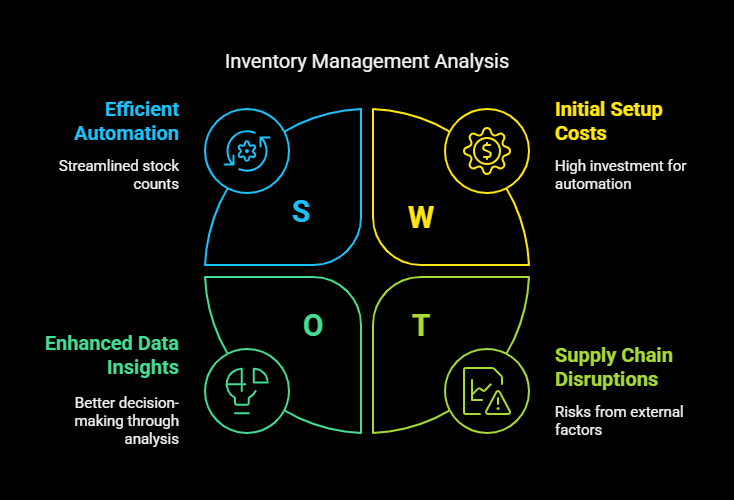 Inventory Management Analysis
Efficient
Automation
Streamlined stock
counts
S
Initial Setup
Costs
High investment for
automation
$
W
Enhanced Data
Insights
Better decision-
making through
analysis
O
Supply Chain
Disruptions
Risks from external
factors
T